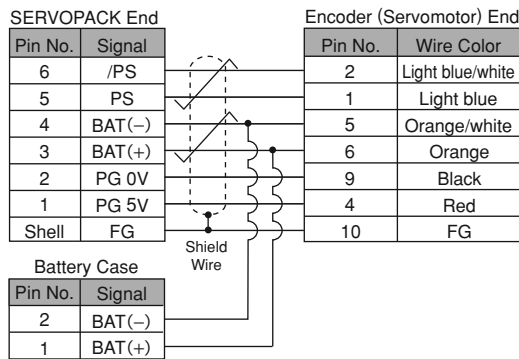 SERVOPACK End Encoder (Servomotor) End
Pin No. Signal Pin No. Wire Color
6 /PS 2 Light blue/white
5 PS 1 Light blue
4 BAT(−) 5 Orange/white
3 BAT(+) 6 Orange
2 PG 0V 9 Black
1 PG 5V 4 Red
Shell FG 10 FG
Shield
Wire
Battery Case
Pin No. Signal
2 BAT(−)
1 BAT(+)